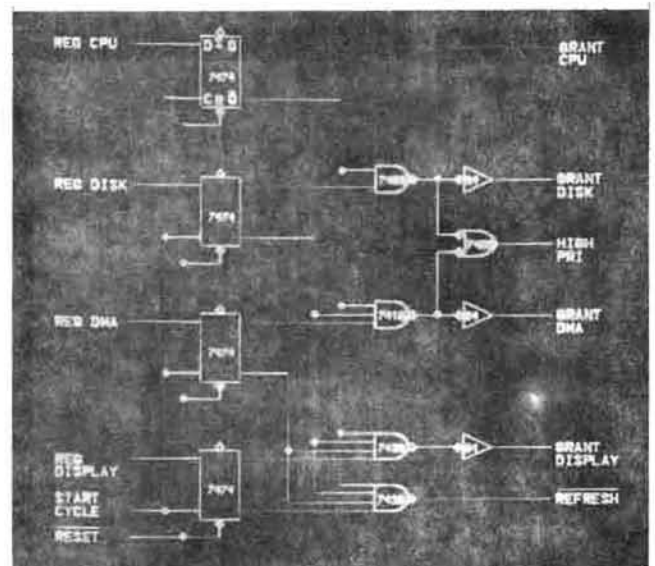 REQ CPU
D Q
7474
C Q
GRANT
CPU
REQ DISK
7474
GRANT
DISK
HIGH
PRI
REQ DMA
7474
GRANT
DMA
REQ
DISPLAY
7474
GRANT
DISPLAY
START
CYCLE
REFRESH
RESET